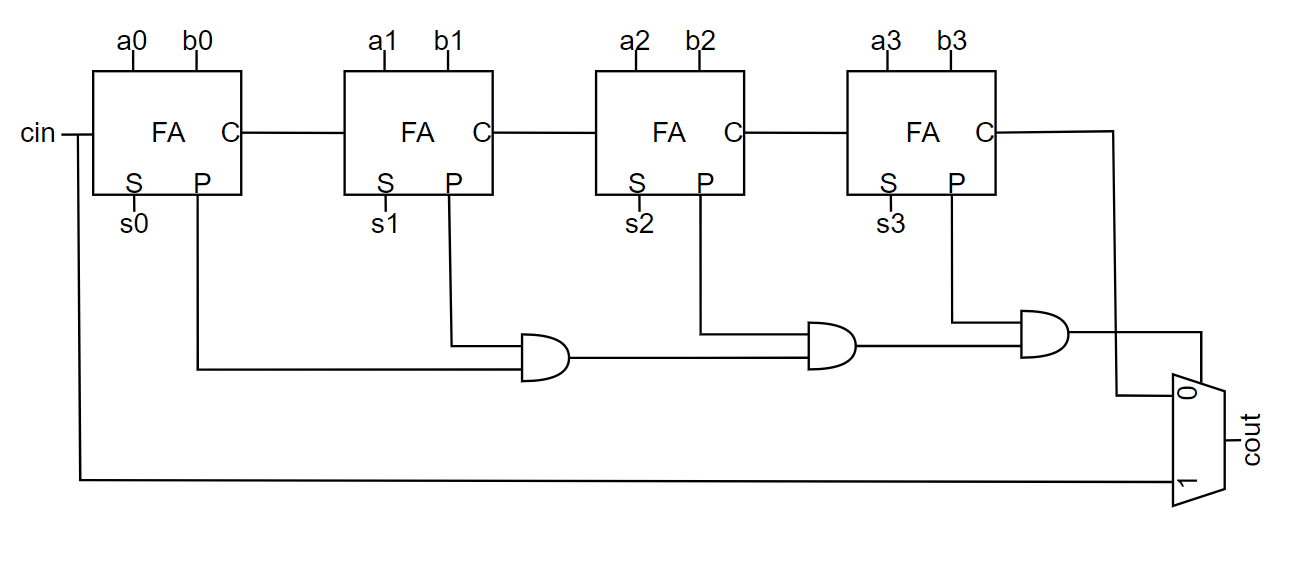 a0 b0 a1 b1 a2 b2 a3 b3
cin FA C FA C FA C FA C
S P S P S P S P
s0 s1 s2 s3
0
cout
1